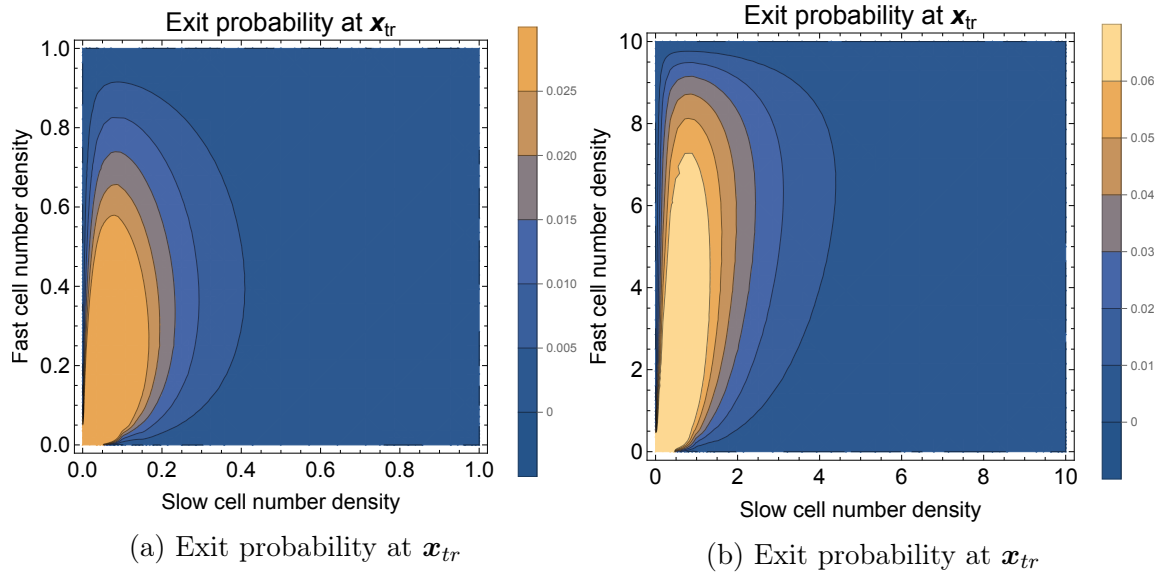 Exit probability at xtr
Fast cell number density
1.0
0.8
0.6
0.4
0.2
0.0
0.0 0.2 0.4 0.6 0.8 1.0
Slow cell number density
0.025
0.020
0.015
0.010
0.005
0
(a) Exit probability at xtr
Exit probability at xtr
Fast cell number density
10
8
6
4
2
0
0 2 4 6 8 10
Slow cell number density
0.06
0.05
0.04
0.03
0.02
0.01
0
(b) Exit probability at xtr